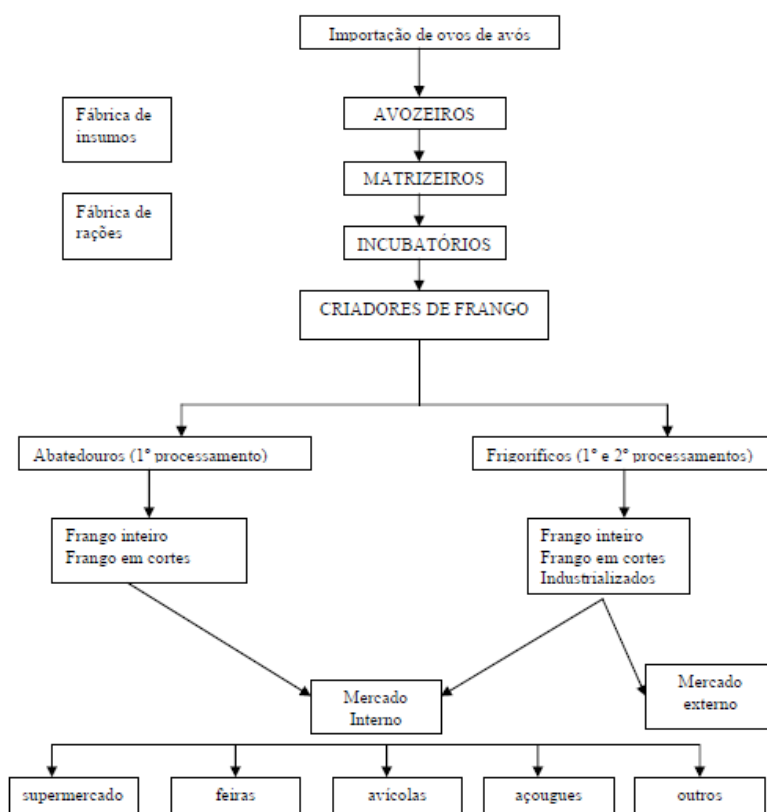 Importação de ovos de avós
Fábrica de
insumos
AVOZEIROS
MATRIZEIROS
Fábrica de
rações
INCUBATÓRIOS
CRIADORES DE FRANGO
Abatedouros (1º processamento)
Frigoríficos (1º e 2º processamentos)
Frango inteiro
Frango em cortes
Frango inteiro
Frango em cortes
Industrializados
Mercado
Interno
Mercado
externo
supermercado
feiras
avícolas
açougues
outros